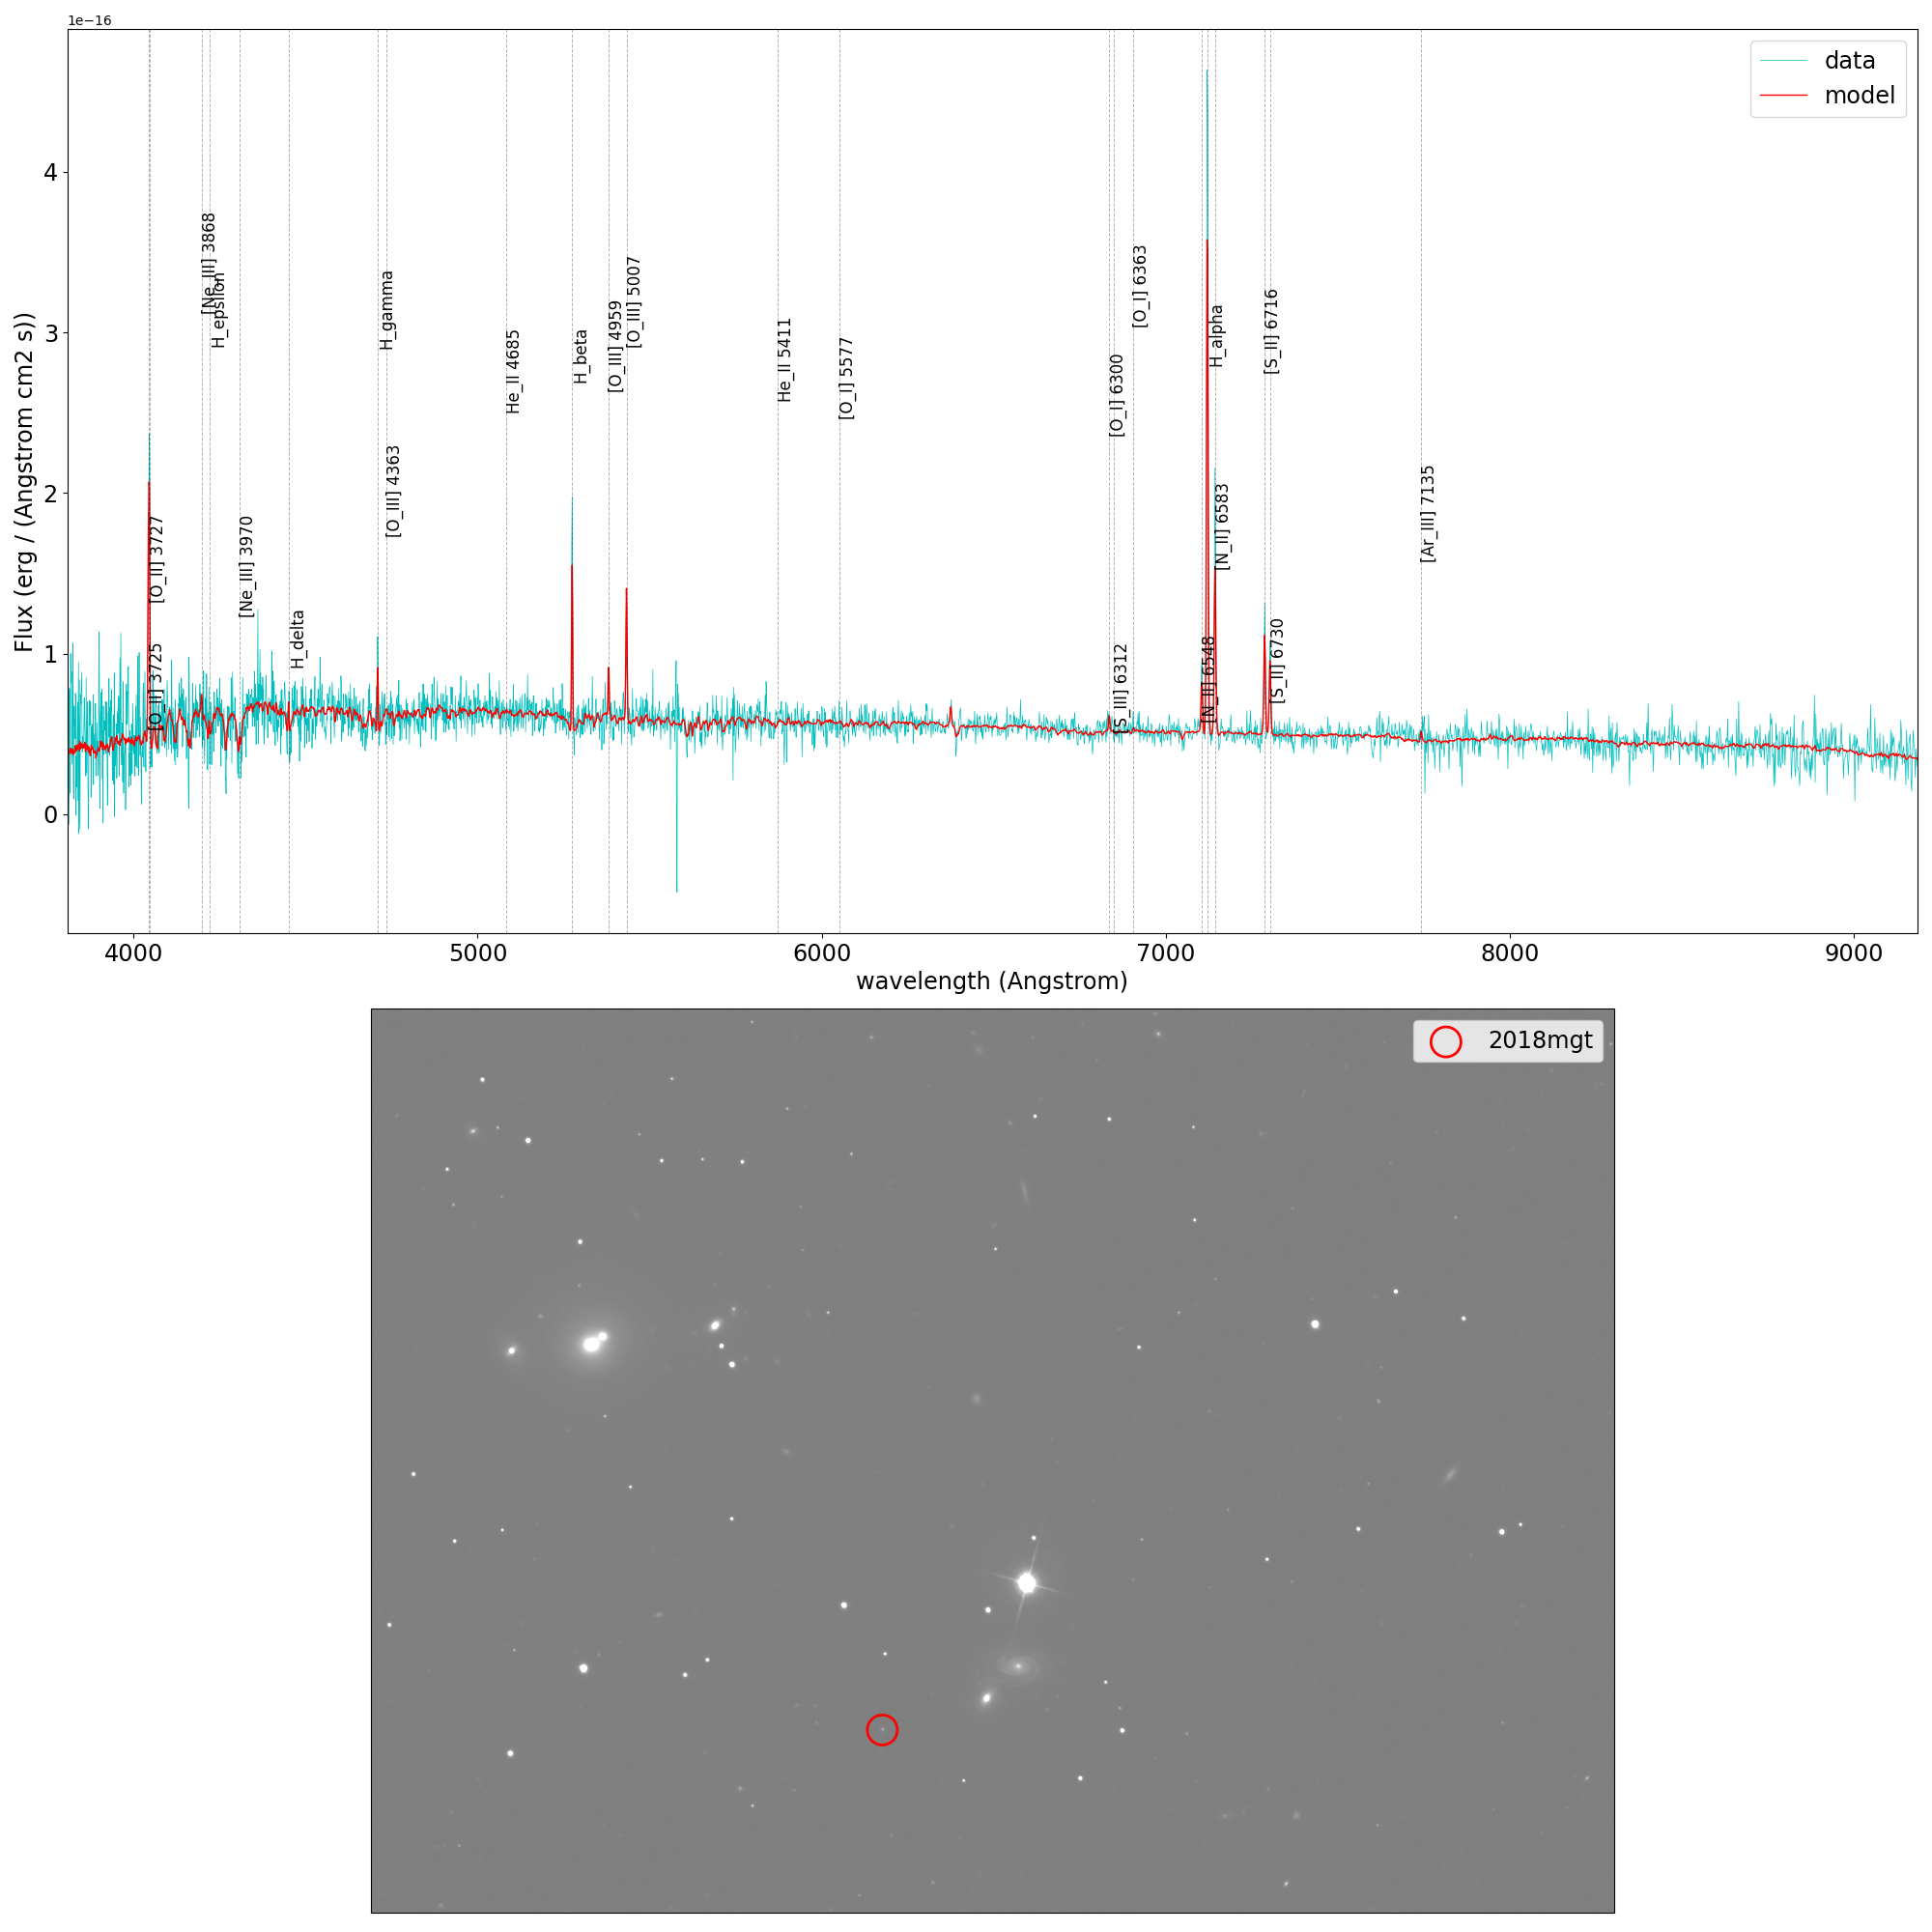 1e−16
data
model
Flux (erg / (Angstrom cm2 s))
4
3
2
1
0
[O_II] 3727
[O_II] 3725
[Ne_III] 3868
H_epsilon
[Ne_III] 3970
H_delta
H_gamma
[O_III] 4363
He_II 4685
H_beta
[O_III] 4959
[O_III] 5007
He_II 5411
[O_I] 5577
[O_I] 6300
[S_III] 6312
[O_I] 6363
[N_II] 6548
H_alpha
[N_II] 6583
[S_II] 6716
[S_II] 6730
[Ar_III] 7135
4000 5000 6000 7000 8000 9000
wavelength (Angstrom)
2018mgt